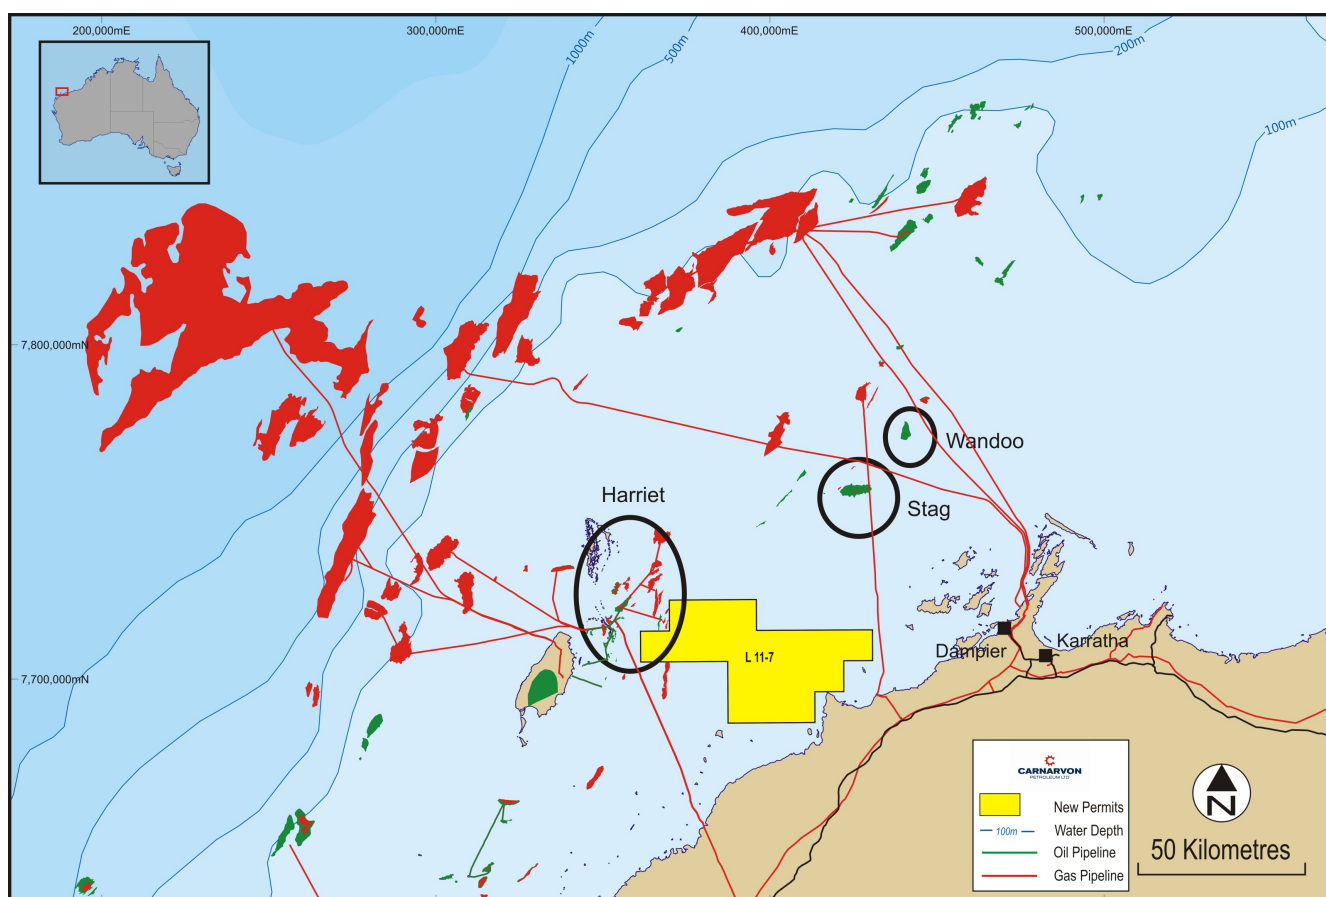 200,000mE
300,000mE
400,000mE
500,000mE
1000m
500m
200m
100m
7,800,000mN
Wandoo
Harriet
Stag
L 11-7
Dampier
Karratha
7,700,000mN
CARNARVON
PETROLEUM LTD
New Permits
100m
Water Depth
Oil Pipeline
Gas Pipeline
N
50 Kilometres